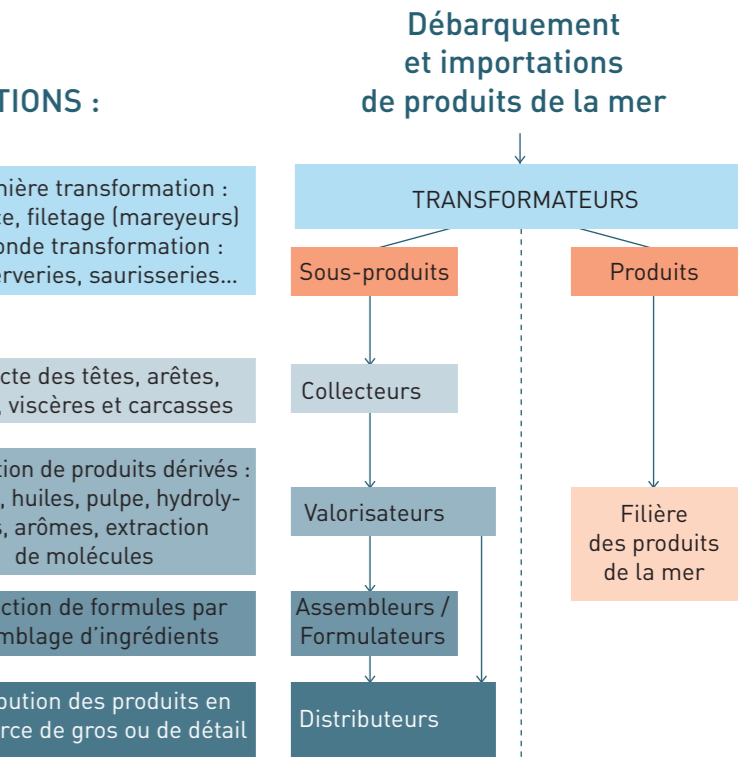 Débarquement
et importations
de produits de la mer
TIONS :
nière transformation :
ce, filetage (mareyeurs)
onde transformation :
erveries, saurisseries...
TRANSFORMATEURS
Sous-produits
Produits
cte des têtes, arêtes,
, viscères et carcasses
Collecteurs
tion de produits dérivés :
, huiles, pulpe, hydroly-
s, arômes, extraction
de molécules
Valorisateurs
Filière
des produits
de la mer
ction de formules par
mblage d'ingrédients
Assembleurs /
Formulateurs
bution des produits en
rce de gros ou de détail
Distributeurs